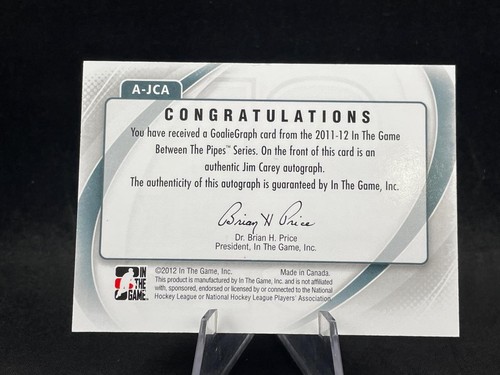 A-JCA
CONGRATULATIONS
You have received a GoalieGraph card from the 2011-12 In The Game
Between The Pipes™ Series. On the front of this card is an
authentic Jim Carey autograph.
The authenticity of this autograph is guaranteed by In The Game, Inc.
Brian H Price
Dr. Brian H. Price
President, In The Game, Inc.
IN
THE
GAME
©2012 In The Game, Inc. Made in Canada.
This product is manufactured by In The Game, Inc. and is not affiliated
with, sponsored, endorsed or licensed by or connected to the National
Hockey League or National Hockey League Players' Association.